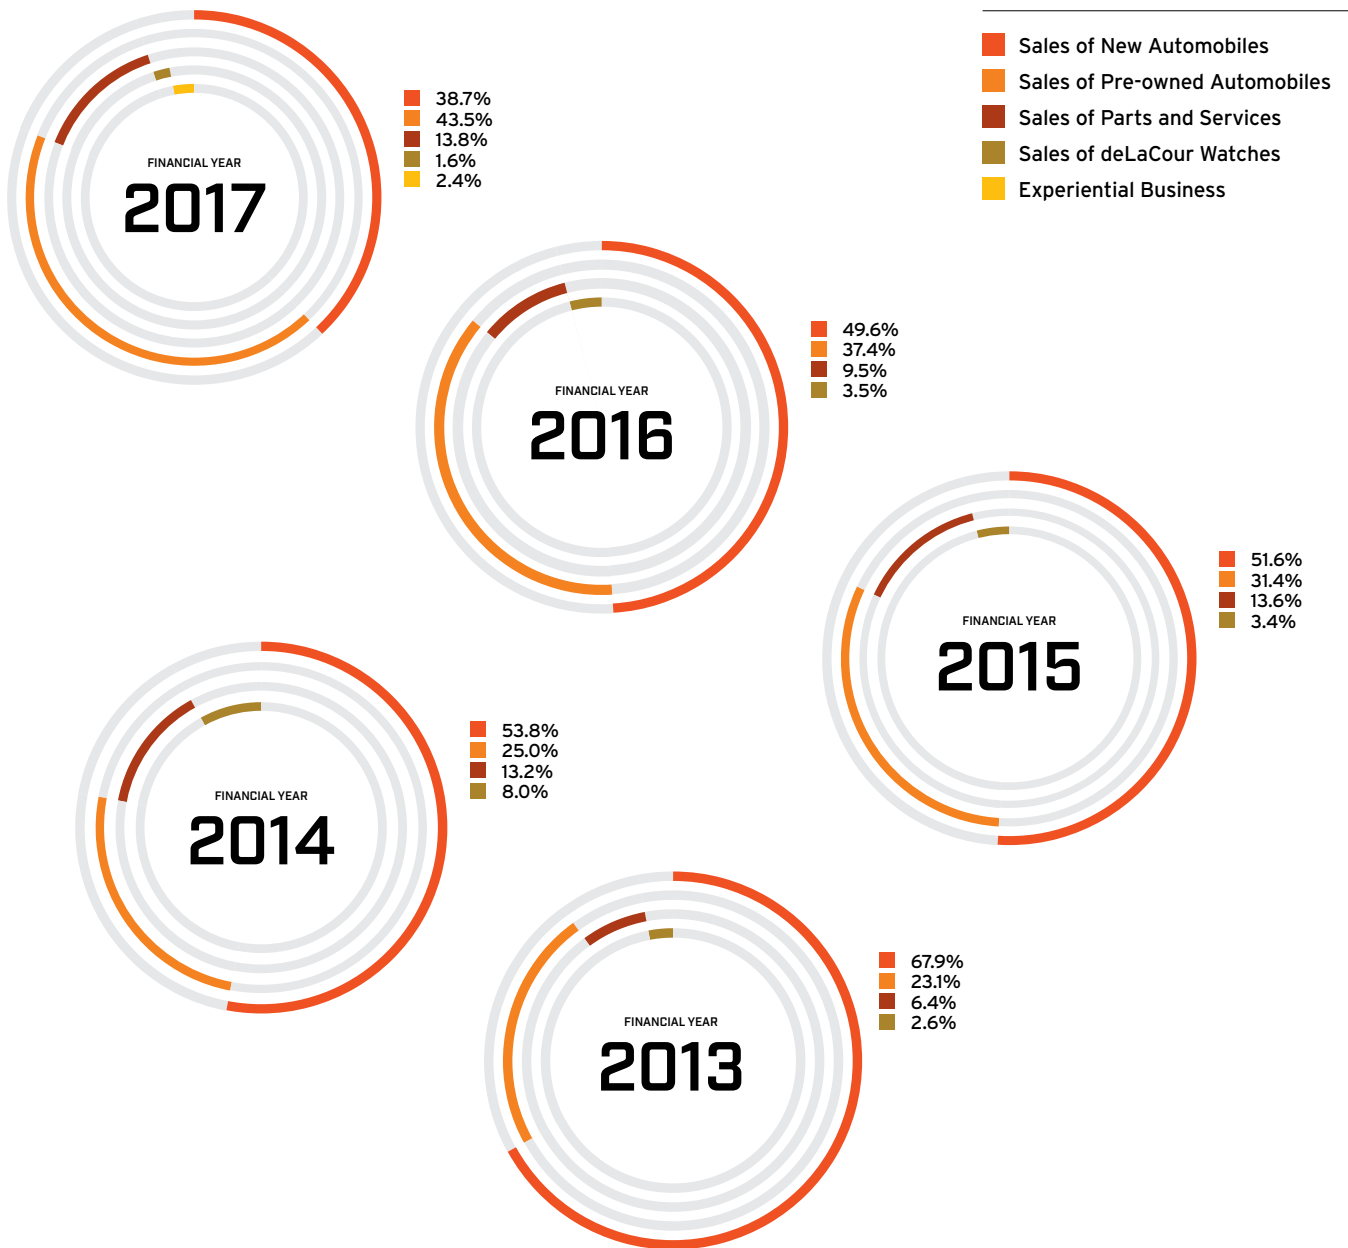 Sales of New Automobiles
Sales of Pre-owned Automobiles
Sales of Parts and Services
Sales of deLaCour Watches
Experiential Business
FINANCIAL YEAR
2017
38.7%
43.5%
13.8%
1.6%
2.4%
FINANCIAL YEAR
2016
49.6%
37.4%
9.5%
3.5%
FINANCIAL YEAR
2015
51.6%
31.4%
13.6%
3.4%
FINANCIAL YEAR
2014
53.8%
25.0%
13.2%
8.0%
FINANCIAL YEAR
2013
67.9%
23.1%
6.4%
2.6%